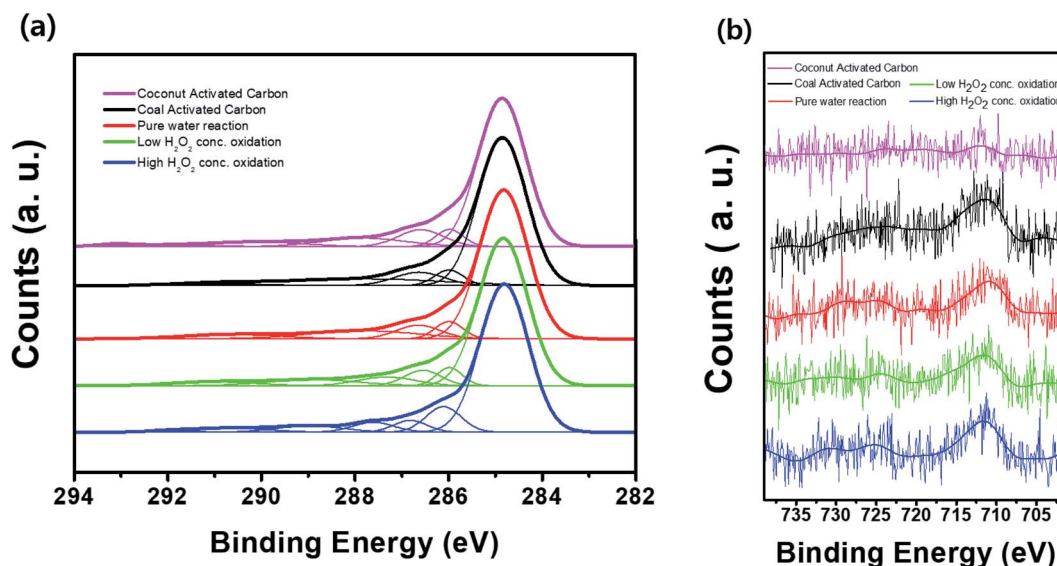 (a)
Coconut Activated Carbon
Coal Activated Carbon
Pure water reaction
Low H₂O₂ conc. oxidation
High H₂O₂ conc. oxidation
Counts (a. u.)
294 292 290 288 286 284 282
Binding Energy (eV)
(b)
Coconut Activated Carbon
Coal Activated Carbon Low H₂O₂ conc. oxidation
Pure water reaction High H₂O₂ conc. oxidation
Counts ( a. u.)
735 730 725 720 715 710 705
Binding Energy (eV)